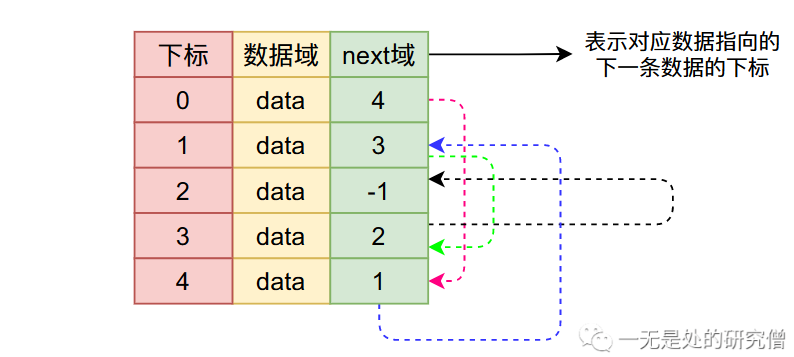 下标 数据域 next域
表示对应数据指向的
下一条数据的下标
0 data 4
1 data 3
2 data -1
3 data 2
4 data 1
一无是处的研究僧